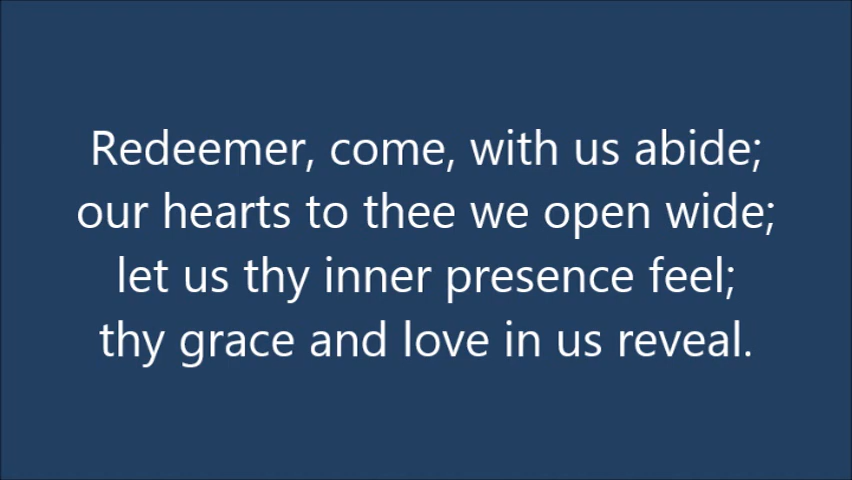 Redeemer, come, with us abide;
our hearts to thee we open wide;
let us thy inner presence feel;
thy grace and love in us reveal.